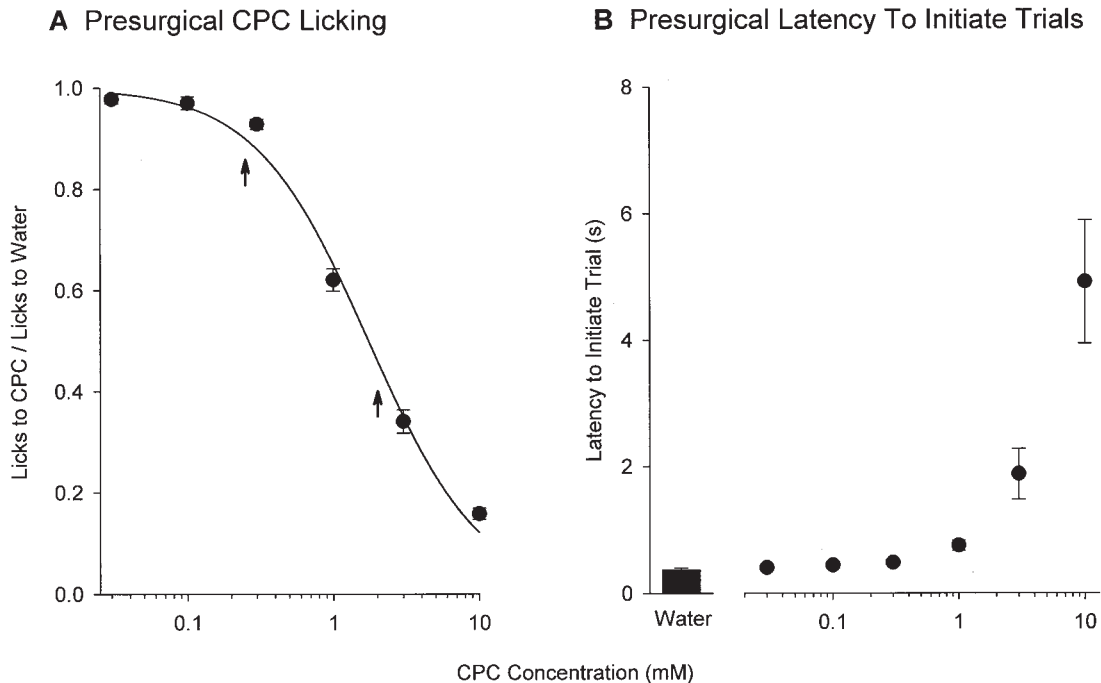 A Presurgical CPC Licking
Licks to CPC / Licks to Water
1.0
0.8
0.6
0.4
0.2
0.0
0.1 1 10
B Presurgical Latency To Initiate Trials
Latency to Initiate Trial (s)
8
6
4
2
0
Water 0.1 1 10
CPC Concentration (mM)